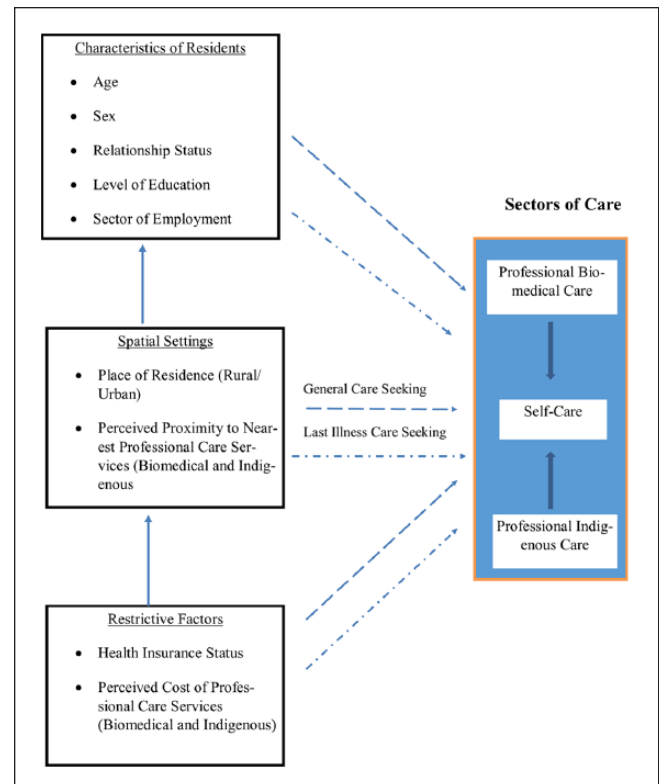 Characteristics of Residents
• Age
• Sex
• Relationship Status
• Level of Education
• Sector of Employment
Spatial Settings
• Place of Residence (Rural/
Urban)
• Perceived Proximity to Near-
est Professional Care Ser-
vices (Biomedical and Indig-
enous
Restrictive Factors
• Health Insurance Status
• Perceived Cost of Profes-
sional Care Services
(Biomedical and Indigenous)
General Care Seeking
Last Illness Care Seeking
Sectors of Care
Professional Bio-
medical Care
Self-Care
Professional Indig-
enous Care